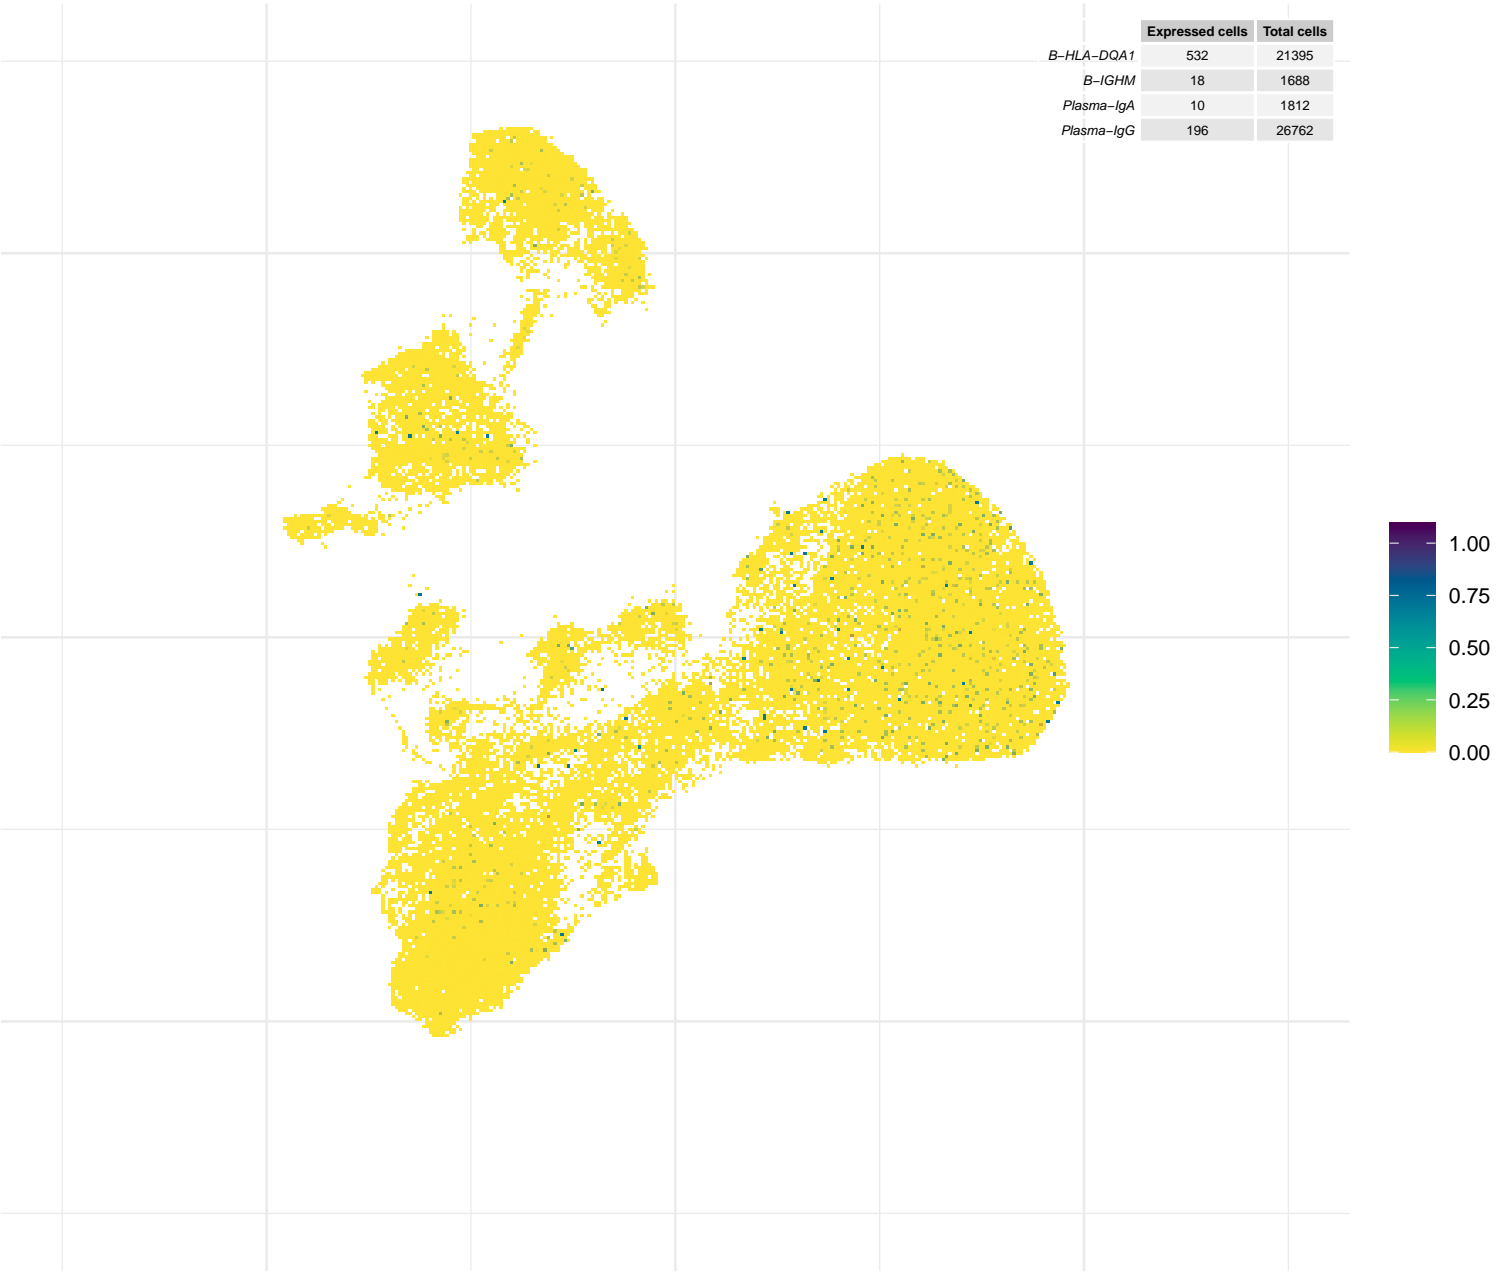 Expressed cells Total cells
B−HLA−DQA1 532 21395
B−IGHM 18 1688
Plasma−IgA 10 1812
Plasma−IgG 196 26762
1.00
0.75
0.50
0.25
0.00